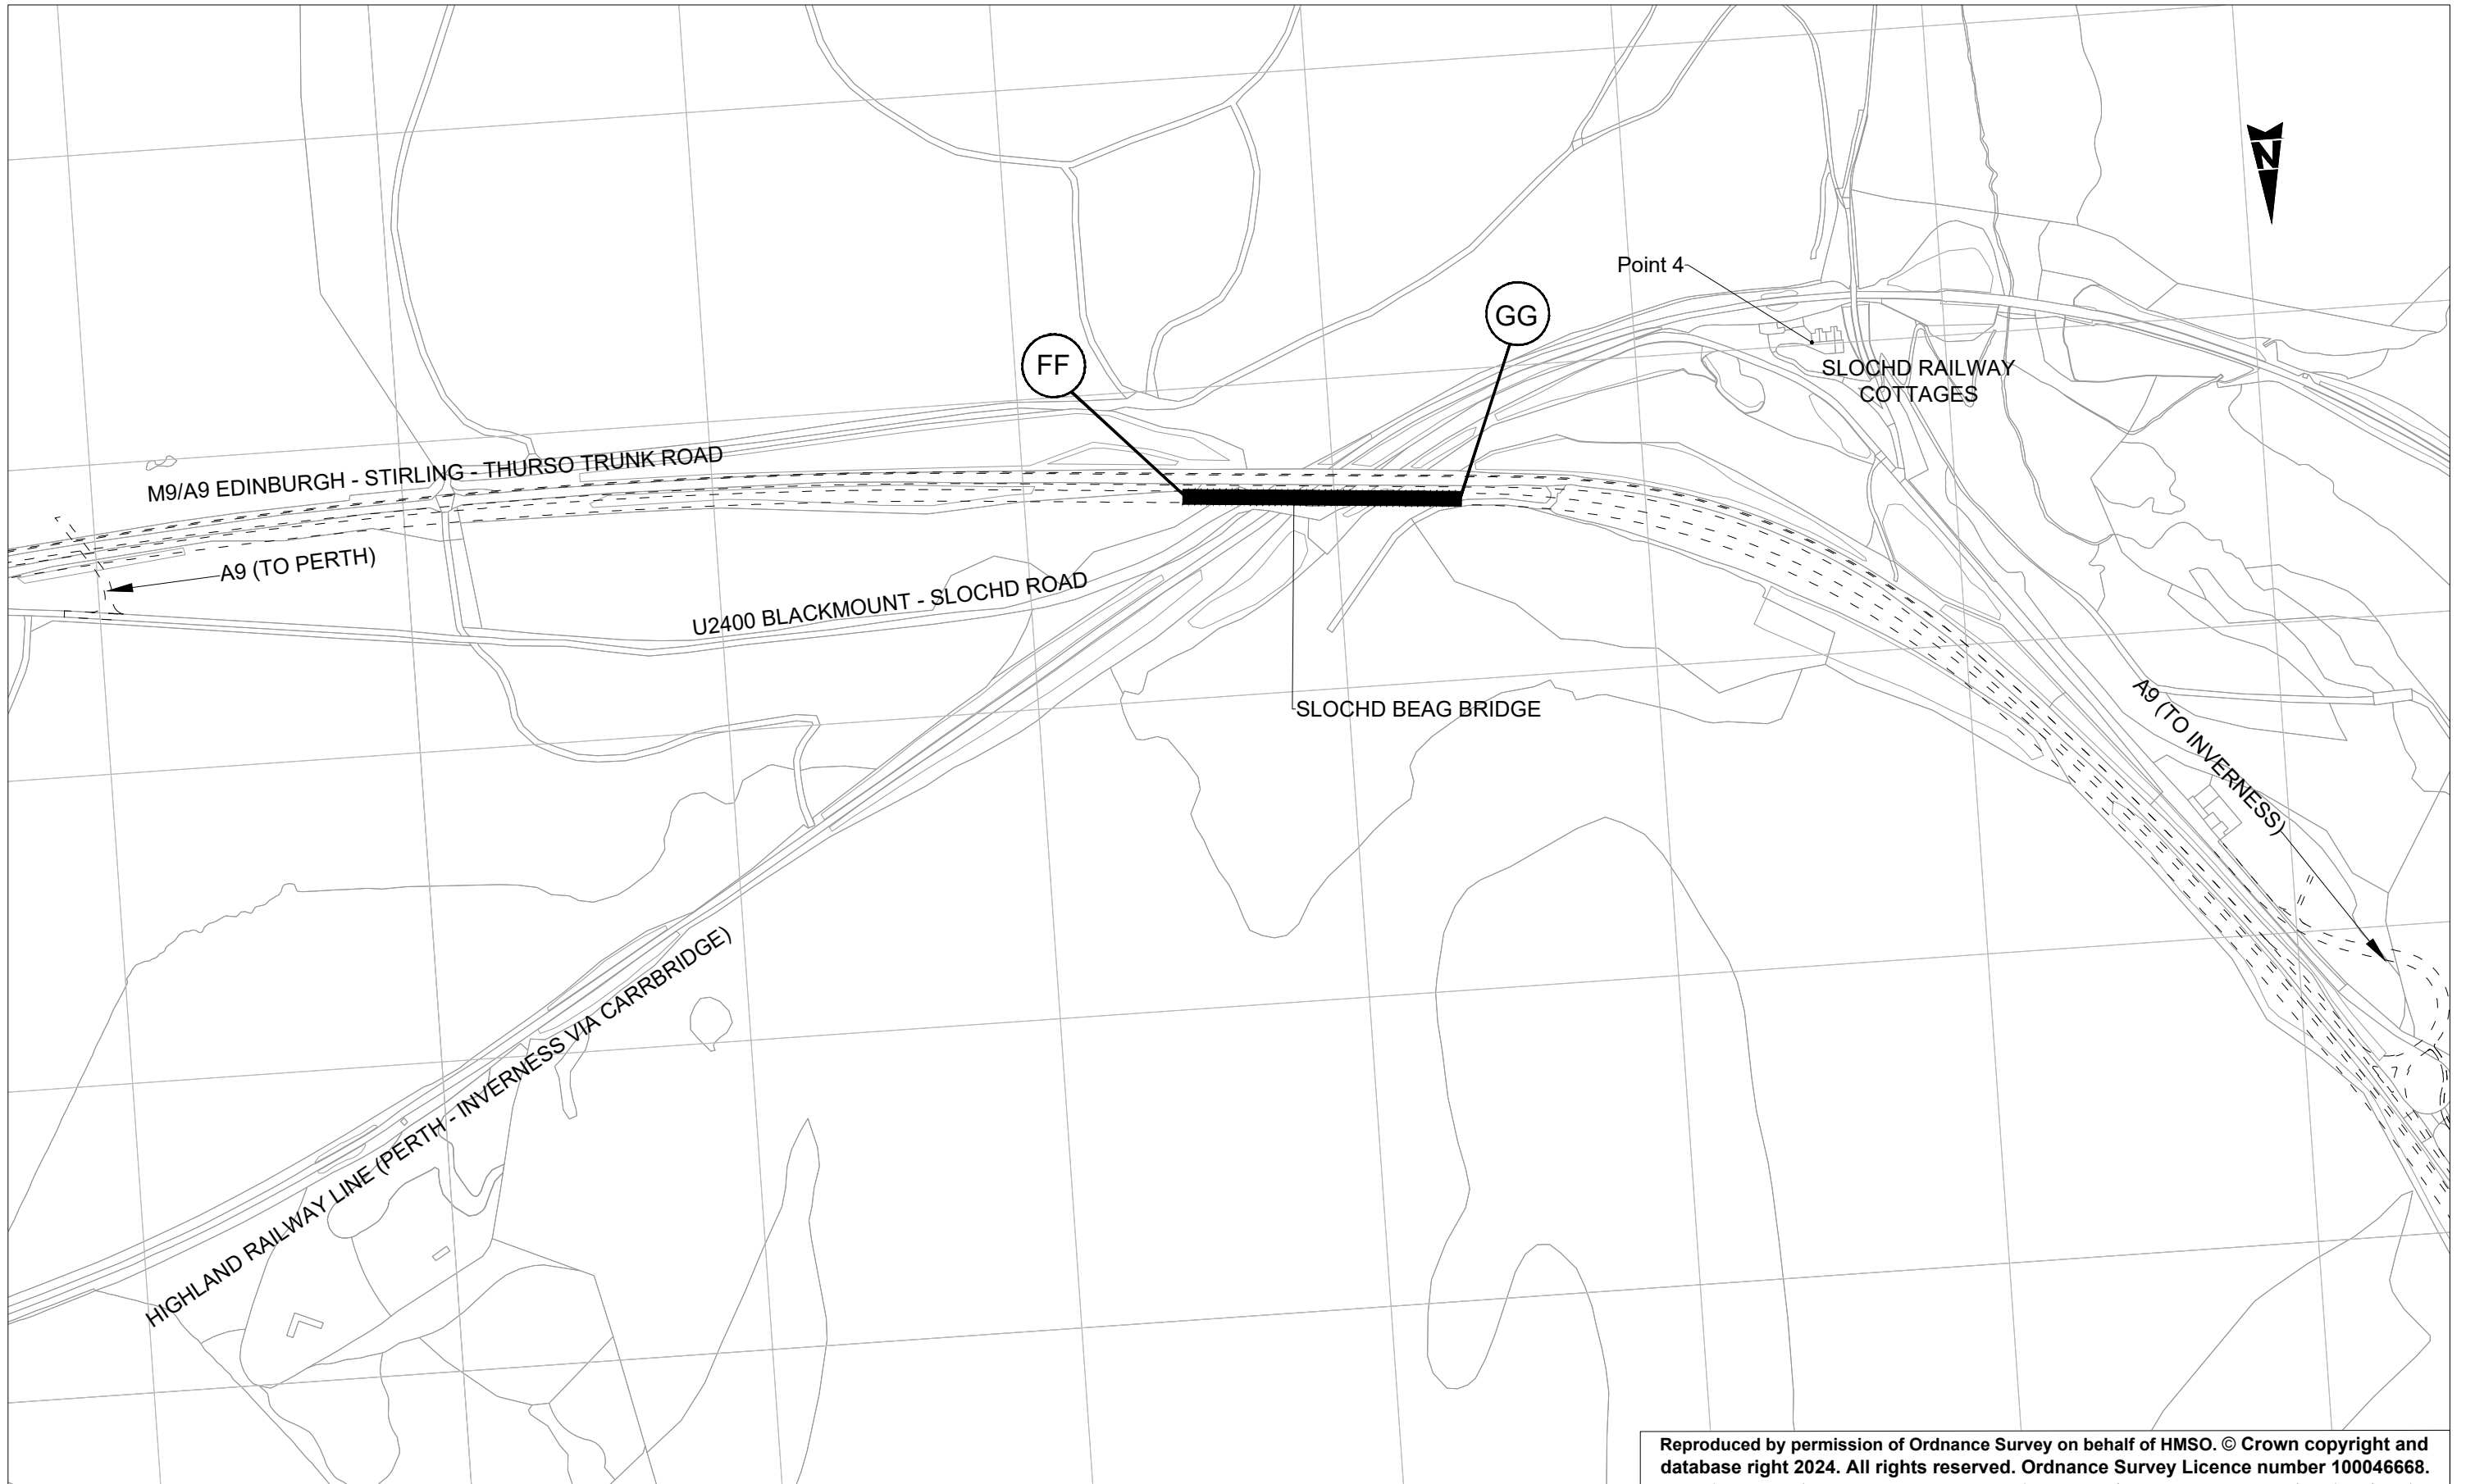 N
Point 4
GG
FF
SLOCHD RAILWAY
COTTAGES
M9/A9 EDINBURGH - STIRLING - THURSO TRUNK ROAD
A9 (TO PERTH)
U2400 BLACKMOUNT - SLOCHD ROAD
SLOCHD BEAG BRIDGE
A9 (TO INVERNESS)
HIGHLAND RAILWAY LINE (PERTH - INVERNESS VIA CARRBRIDGE)
Reproduced by permission of Ordnance Survey on behalf of HMSO. © Crown copyright and
database right 2024. All rights reserved. Ordnance Survey Licence number 100046668.